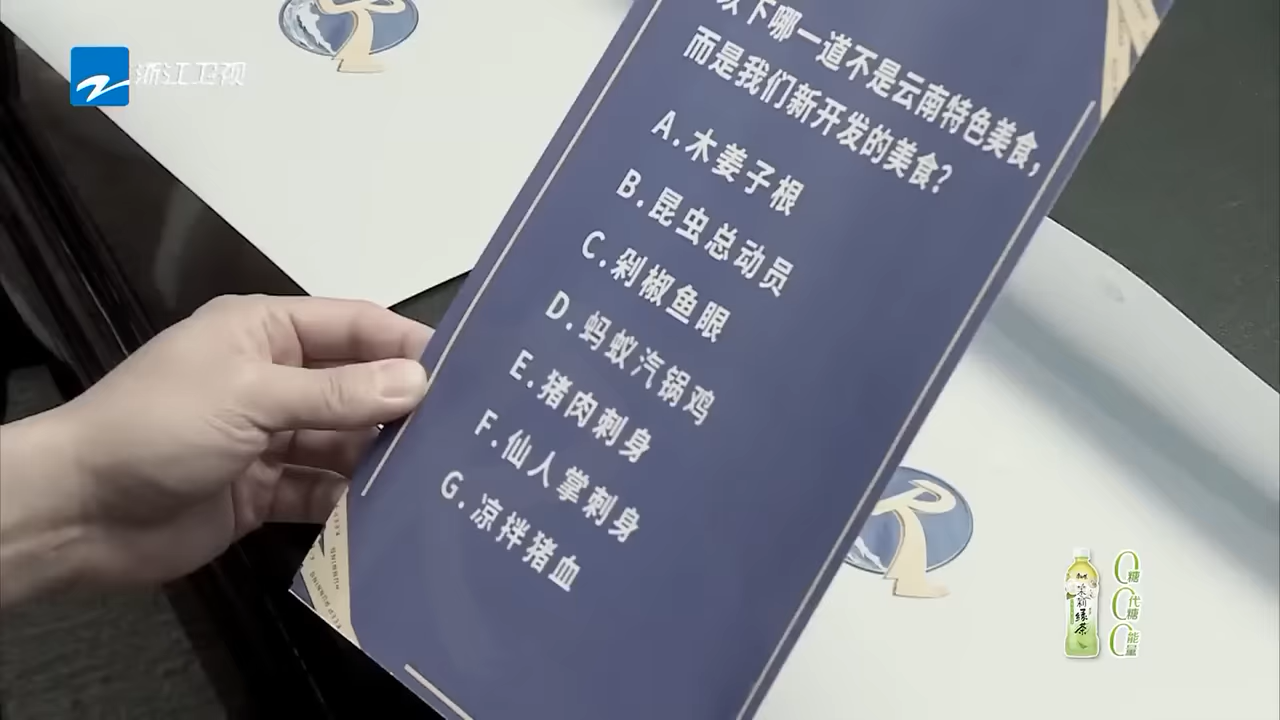 浙江卫视
以下哪一道不是云南特色美食,
而是我们新开发的美食?
A.木姜子根
B.昆虫总动员
C.剁椒鱼眼
D.蚂蚁汽锅鸡
E.猪肉刺身
F.仙人掌刺身
G.凉拌猪血
0糖
0代糖
0能量